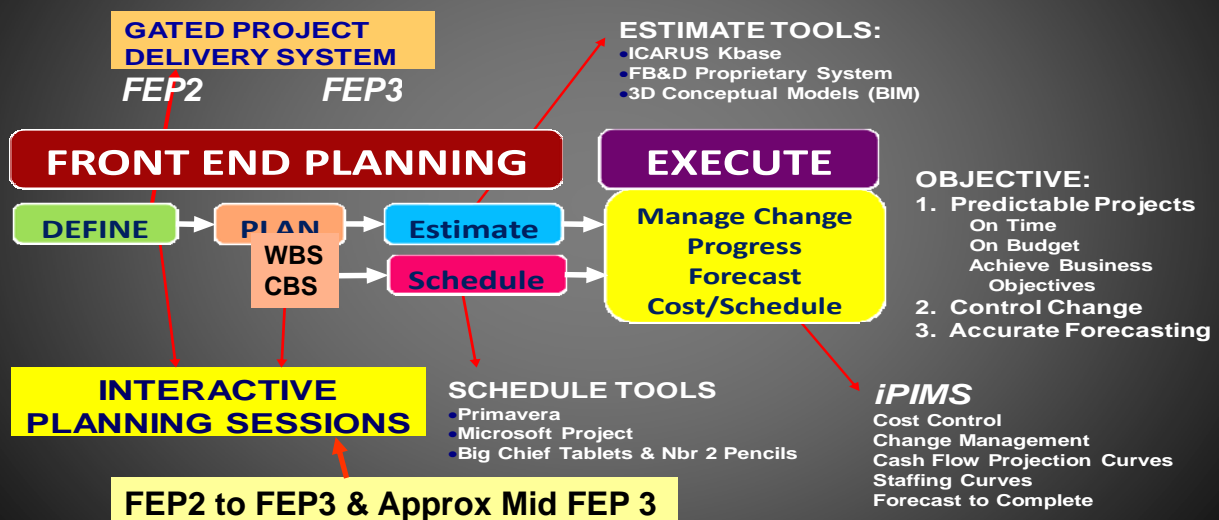 GATED PROJECT
DELIVERY SYSTEM
FEP2 FEP3
ESTIMATE TOOLS:
•ICARUS Kbase
•FB&D Proprietary System
•3D Conceptual Models (BIM)
FRONT END PLANNING
EXECUTE
DEFINE
PLAN
WBS
CBS
Estimate
Schedule
Manage Change
Progress
Forecast
Cost/Schedule
OBJECTIVE:
1. Predictable Projects
On Time
On Budget
Achieve Business
Objectives
2. Control Change
3. Accurate Forecasting
INTERACTIVE
PLANNING SESSIONS
SCHEDULE TOOLS
•Primavera
•Microsoft Project
•Big Chief Tablets & Nbr 2 Pencils
iPIMS
Cost Control
Change Management
Cash Flow Projection Curves
Staffing Curves
Forecast to Complete
FEP2 to FEP3 & Approx Mid FEP 3